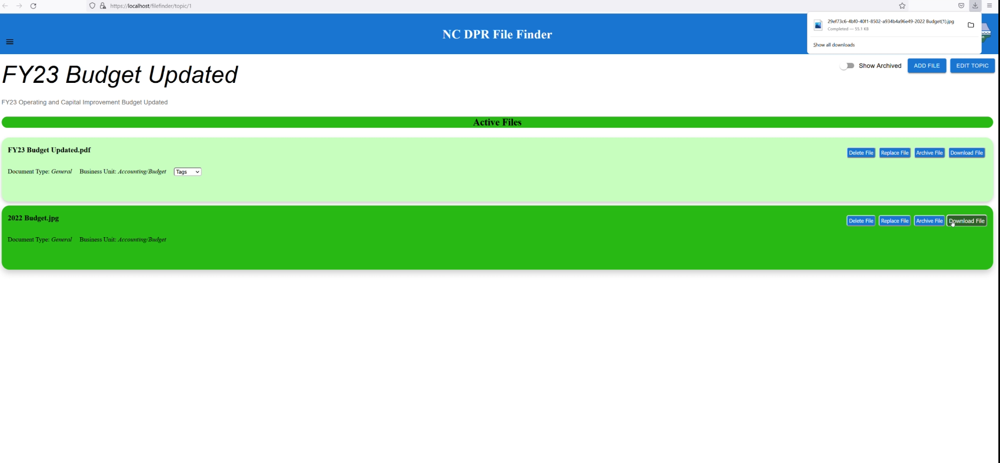 https://localhost/filefinder/topic/1
29ef73c6-4bf0-40f1-8502-a934b4a96e49-2022 Budget(1).jpg
Completed — 55.1 KB
Show all downloads
NC DPR File Finder
FY23 Budget Updated
Show Archived
ADD FILE
EDIT TOPIC
FY23 Operating and Capital Improvement Budget Updated
Active Files
FY23 Budget Updated.pdf
Delete File Replace File Archive File Download File
Document Type: General Business Unit: Accounting/Budget Tags
2022 Budget.jpg
Delete File Replace File Archive File Download File
Document Type: General Business Unit: Accounting/Budget